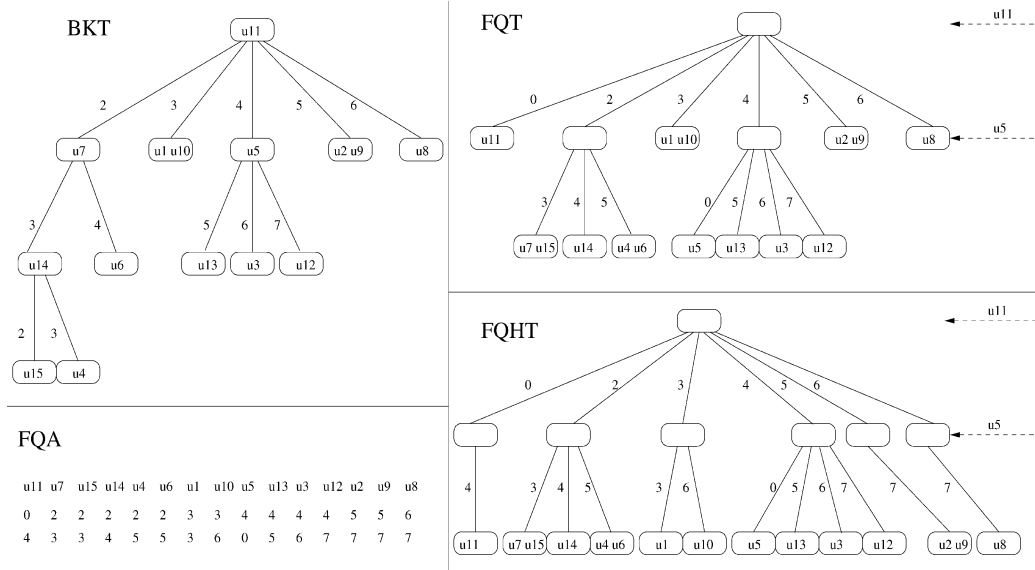 BKT
u11
2 3 4 5 6
u7 u1 u10 u5 u2 u9 u8
3 4 5 6 7
u14 u6 u13 u3 u12
2 3
u15 u4
FQA
u11 u7 u15 u14 u4 u6 u1 u10 u5 u13 u3 u12 u2 u9 u8
0 2 2 2 2 2 3 3 4 4 4 4 5 5 6
4 3 3 4 5 5 3 6 0 5 6 7 7 7 7
FQT
u11
0 2 3 4 5 6
u11 u1 u10 u2 u9 u8 u5
3 4 5 0 5 6 7
u7 u15 u14 u4 u6 u5 u13 u3 u12
FQHT
u11
0 2 3 4 5 6
u5
4 3 4 5 3 6 0 5 6 7 7 7
u11 u7 u15 u14 u4 u6 u1 u10 u5 u13 u3 u12 u2 u9 u8